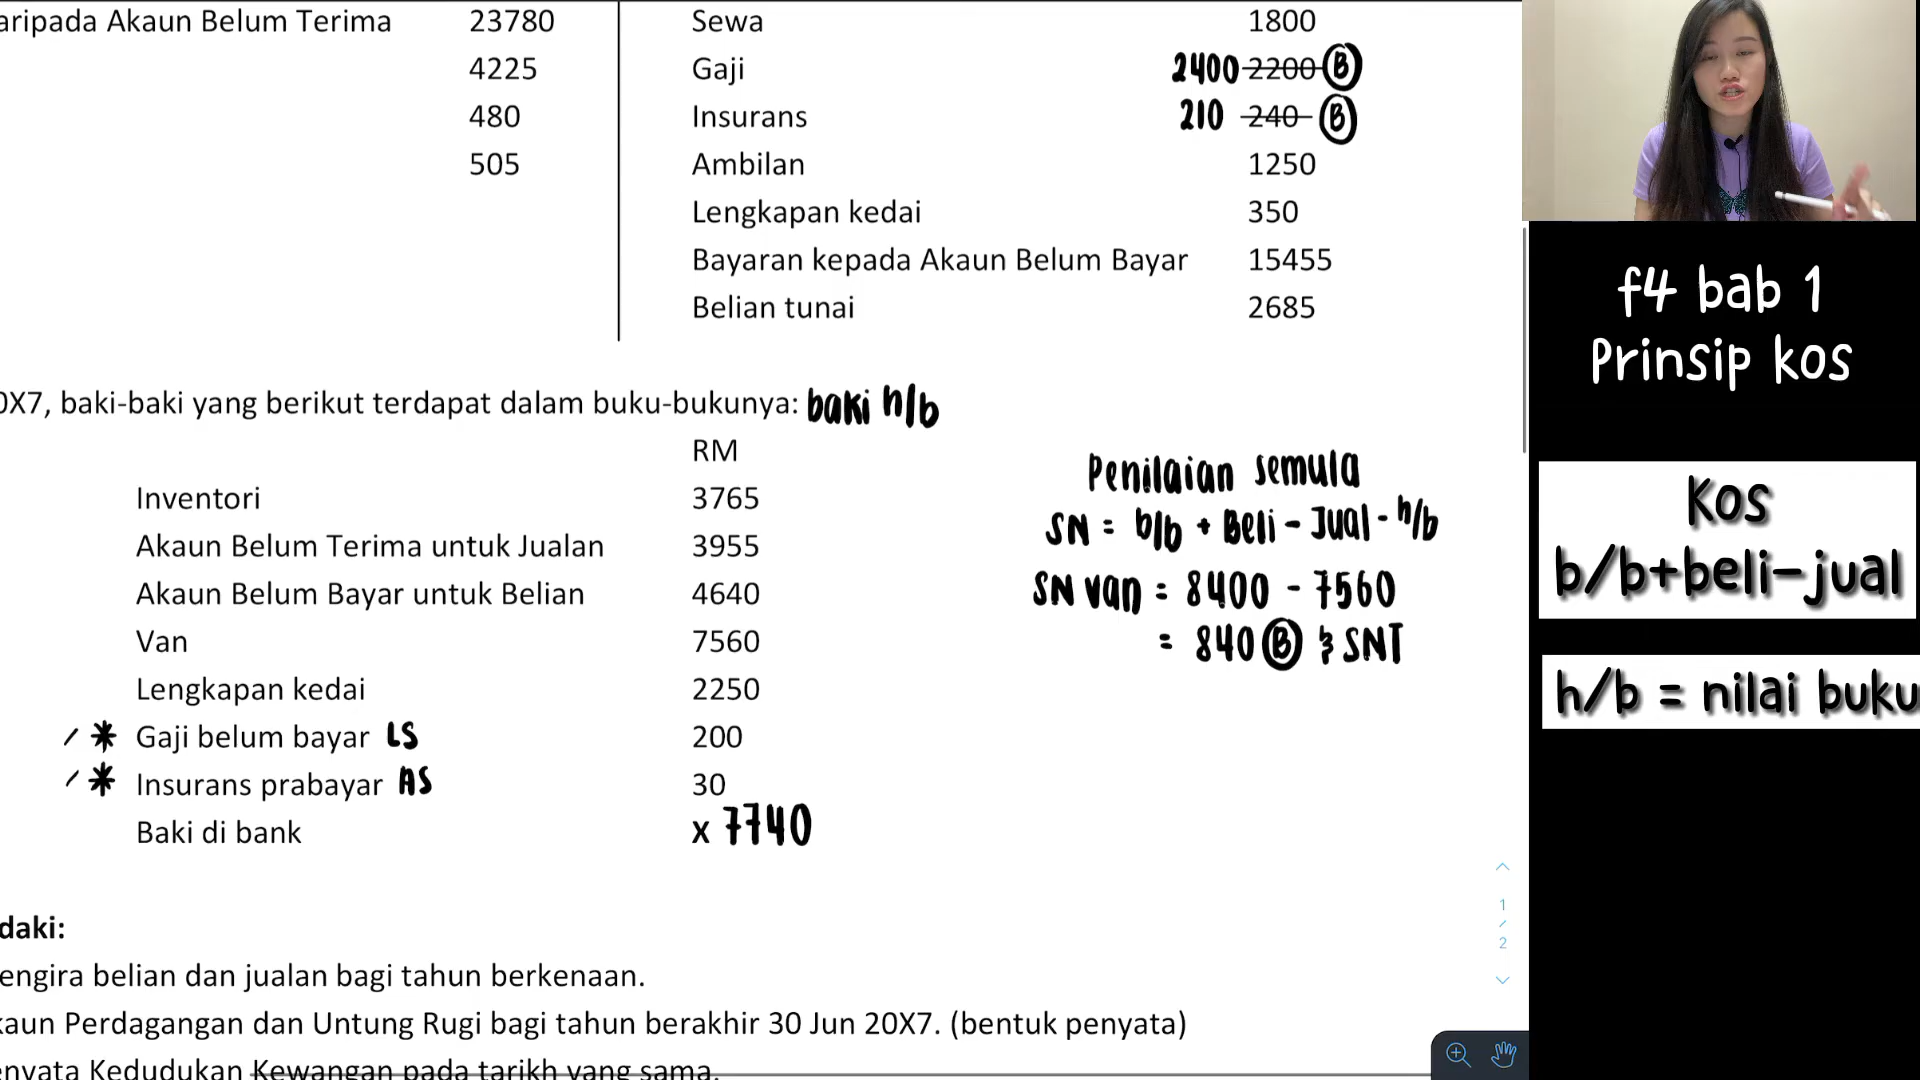 aripada Akaun Belum Terima 23780
4225
480
505
Sewa 1800
Gaji 2400 2200 B
Insurans 210 240 B
Ambilan 1250
Lengkapan kedai 350
Bayaran kepada Akaun Belum Bayar 15455
Belian tunai 2685
0X7, baki-baki yang berikut terdapat dalam buku-bukunya: baki h/b
RM
Inventori 3765
Akaun Belum Terima untuk Jualan 3955
Akaun Belum Bayar untuk Belian 4640
Van 7560
Lengkapan kedai 2250
* Gaji belum bayar LS 200
* Insurans prabayar AS 30
Baki di bank x 7740
Penilaian semula
SN = b/b + Beli - Jual - h/b
SN van = 8400 - 7560
= 840 B } SNT
daki:
engira belian dan jualan bagi tahun berkenaan.
kaun Perdagangan dan Untung Rugi bagi tahun berakhir 30 Jun 20X7. (bentuk penyata)
enyata Kedudukan Kewangan pada tarikh yang sama.
1
/
2
f4 bab 1
Prinsip kos
Kos
b/b+beli-jual
h/b = nilai buku